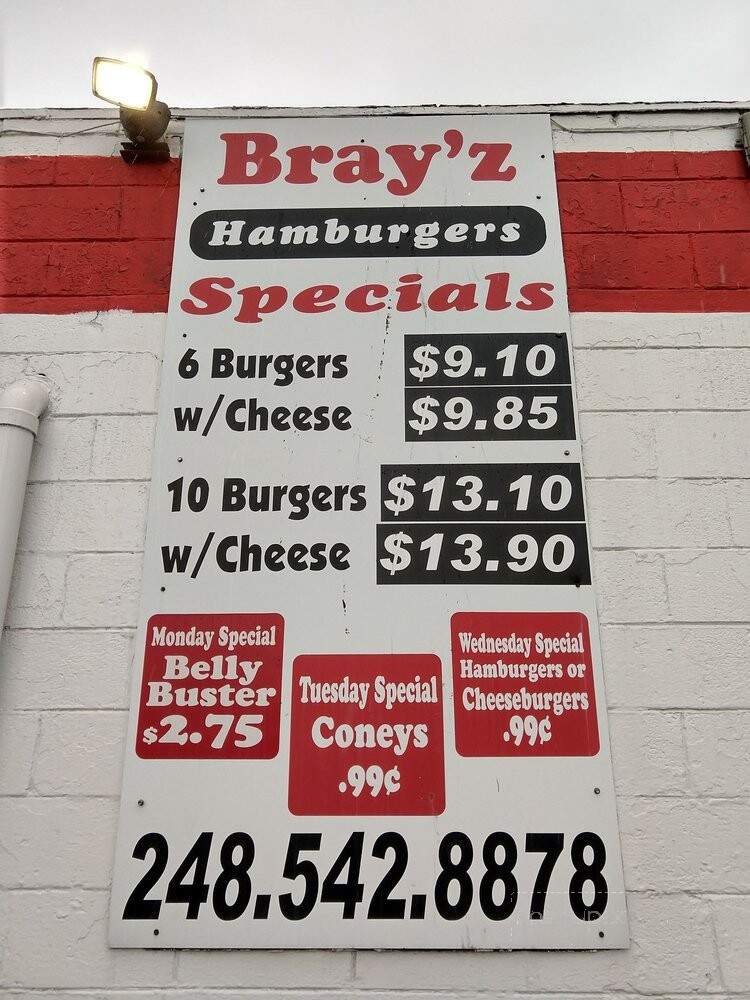 Bray'z
Hamburgers
Specials
6 Burgers $9.10
w/Cheese $9.85
10 Burgers $13.10
w/Cheese $13.90
Monday Special
Belly
Buster
$2.75
Tuesday Special
Coneys
.99¢
Wednesday Special
Hamburgers or
Cheeseburgers
.99¢
248.542.8878